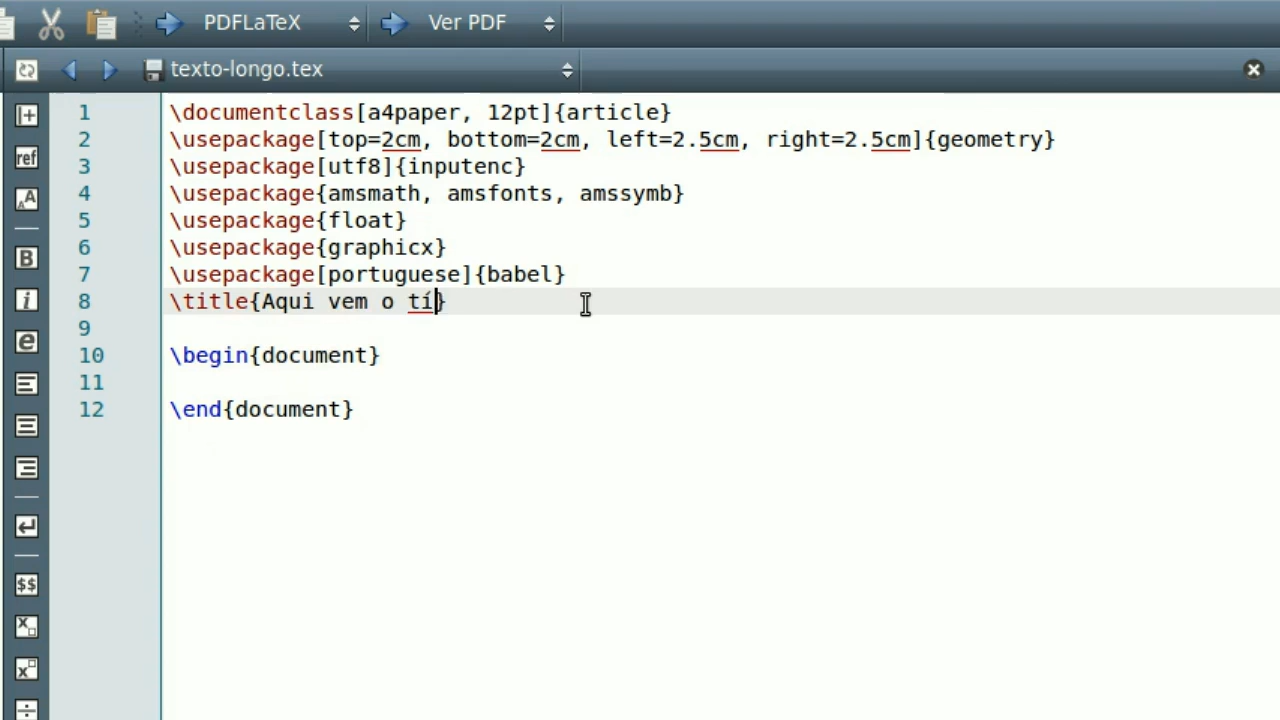 PDFLaTeX Ver PDF
texto-longo.tex
1 \documentclass[a4paper, 12pt]{article}
2 \usepackage[top=2cm, bottom=2cm, left=2.5cm, right=2.5cm]{geometry}
3 \usepackage[utf8]{inputenc}
4 \usepackage{amsmath, amsfonts, amssymb}
5 \usepackage{float}
6 \usepackage{graphicx}
7 \usepackage[portuguese]{babel}
8 \title{Aqui vem o tí}
9
10 \begin{document}
11
12 \end{document}
ref
A A
B
i
e
$$
x
x